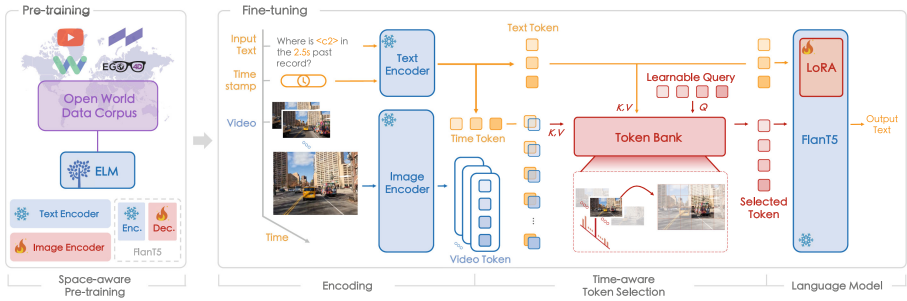 Pre-training
EGO4D
Open World
Data Corpus
ELM
Text Encoder
Image Encoder
Enc.
Dec.
FlanT5
Space-aware
Pre-training
Fine-tuning
Input
Text
Where is <c2> in
the 2.5s past
record?
Time
stamp
Video
Time
Text
Encoder
Image
Encoder
Text Token
Time Token
Video Token
K,V
K,V
Learnable Query
Q
Token Bank
Selected
Token
LoRA
FlanT5
Output
Text
Encoding
Time-aware
Token Selection
Language Model